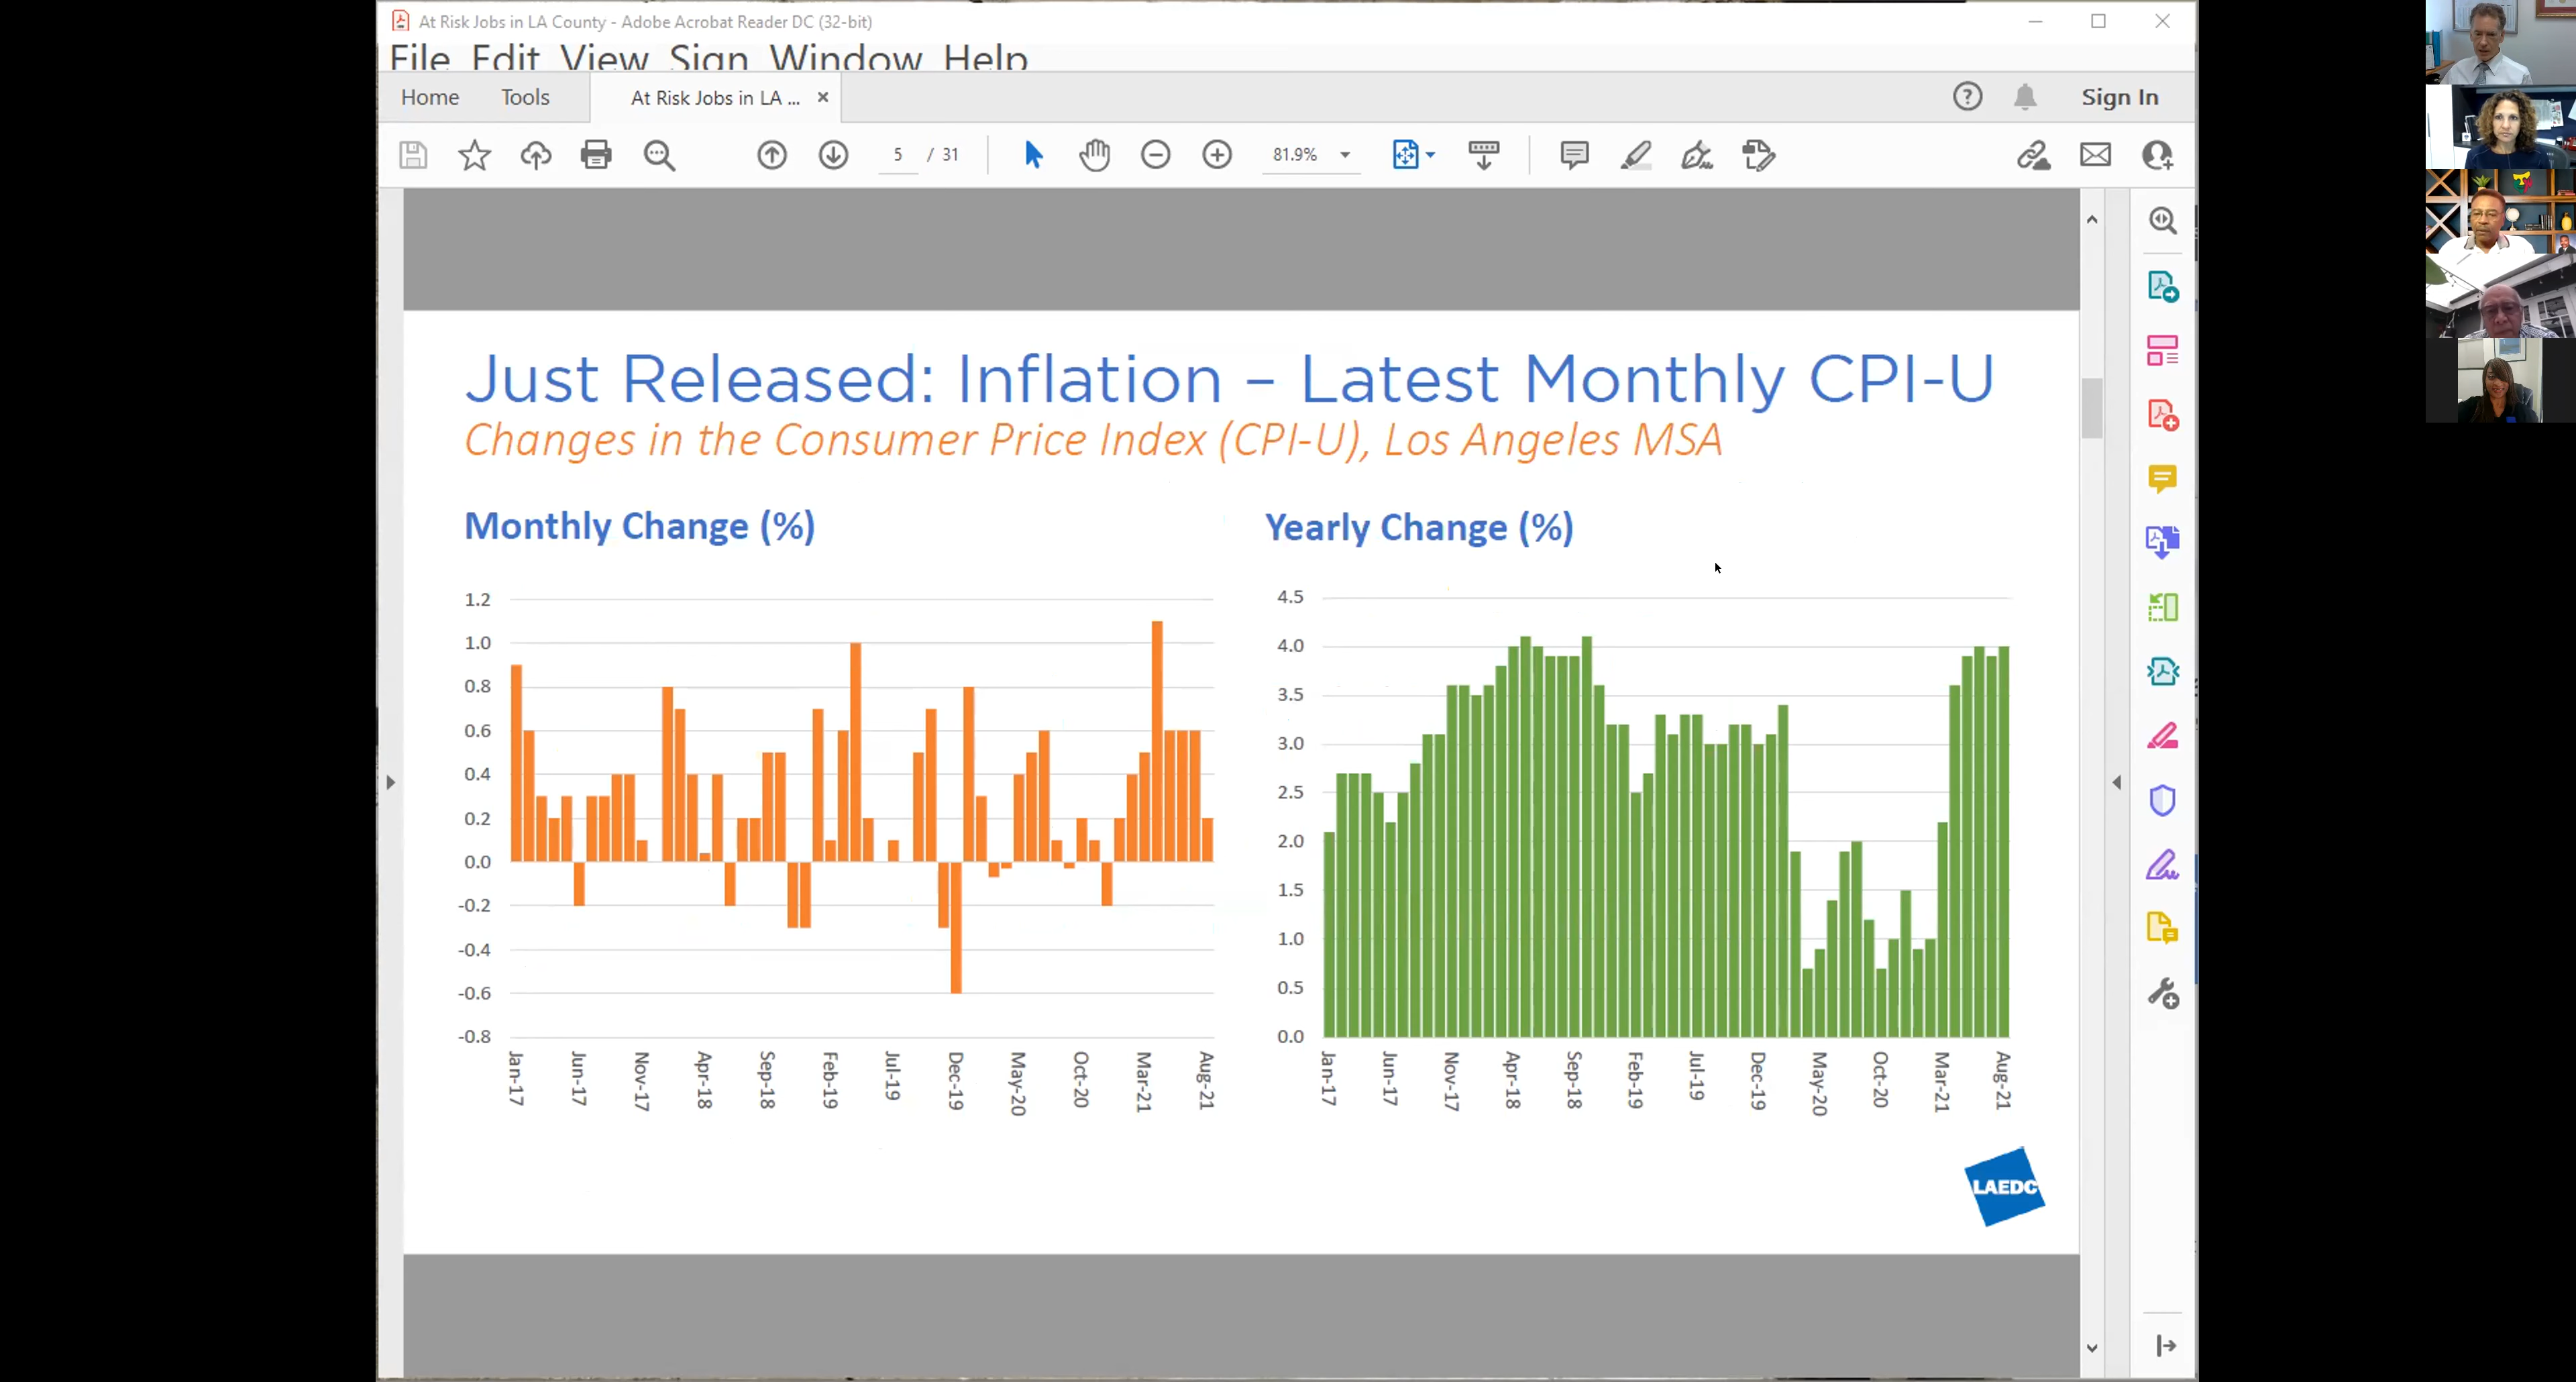 At Risk Jobs in LA County - Adobe Acrobat Reader DC (32-bit)
File Edit View Sign Window Help
Home Tools At Risk Jobs in LA ... Sign In
5 / 31 81.9%
Just Released: Inflation – Latest Monthly CPI-U
Changes in the Consumer Price Index (CPI-U), Los Angeles MSA
Monthly Change (%)
1.2
1.0
0.8
0.6
0.4
0.2
0.0
-0.2
-0.4
-0.6
-0.8
Jan-17 Jun-17 Nov-17 Apr-18 Sep-18 Feb-19 Jul-19 Dec-19 May-20 Oct-20 Mar-21 Aug-21
Yearly Change (%)
4.5
4.0
3.5
3.0
2.5
2.0
1.5
1.0
0.5
0.0
Jan-17 Jun-17 Nov-17 Apr-18 Sep-18 Feb-19 Jul-19 Dec-19 May-20 Oct-20 Mar-21 Aug-21
LAEDC